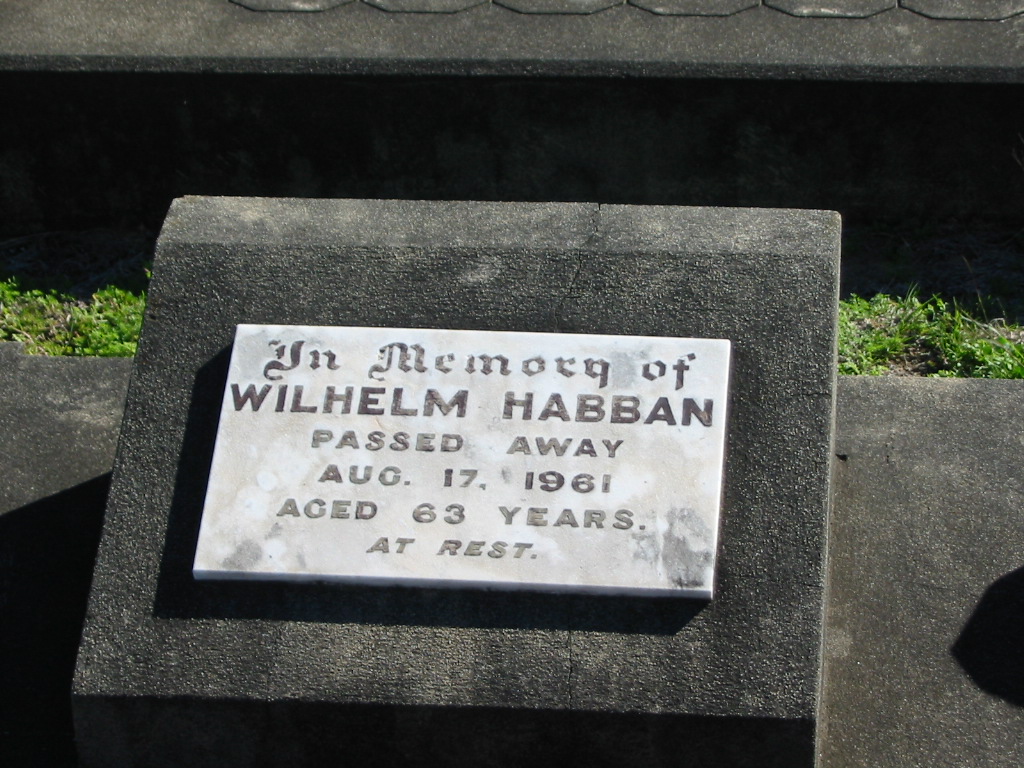 In Memory of
WILHELM HABBAN
PASSED AWAY
AUG. 17, 1961
AGED 63 YEARS.
AT REST.